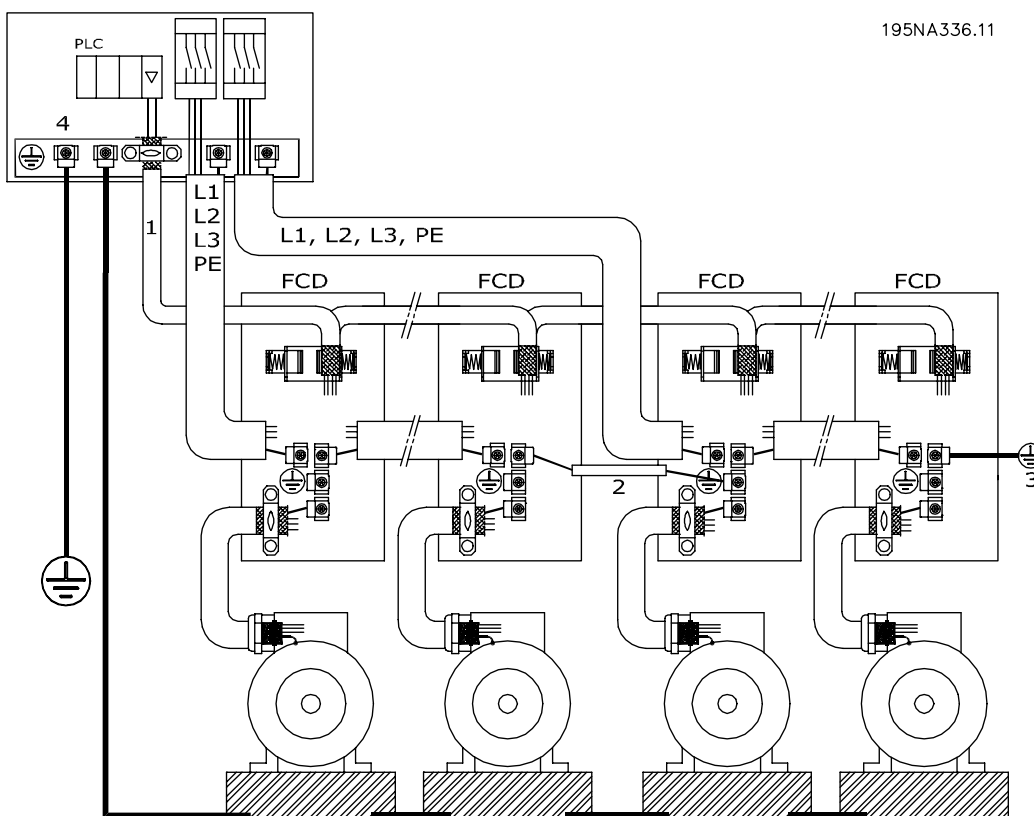 195NA336.11
PLC
4
1
L1
L2
L3
PE
L1, L2, L3, PE
FCD
FCD
FCD
FCD
2
3